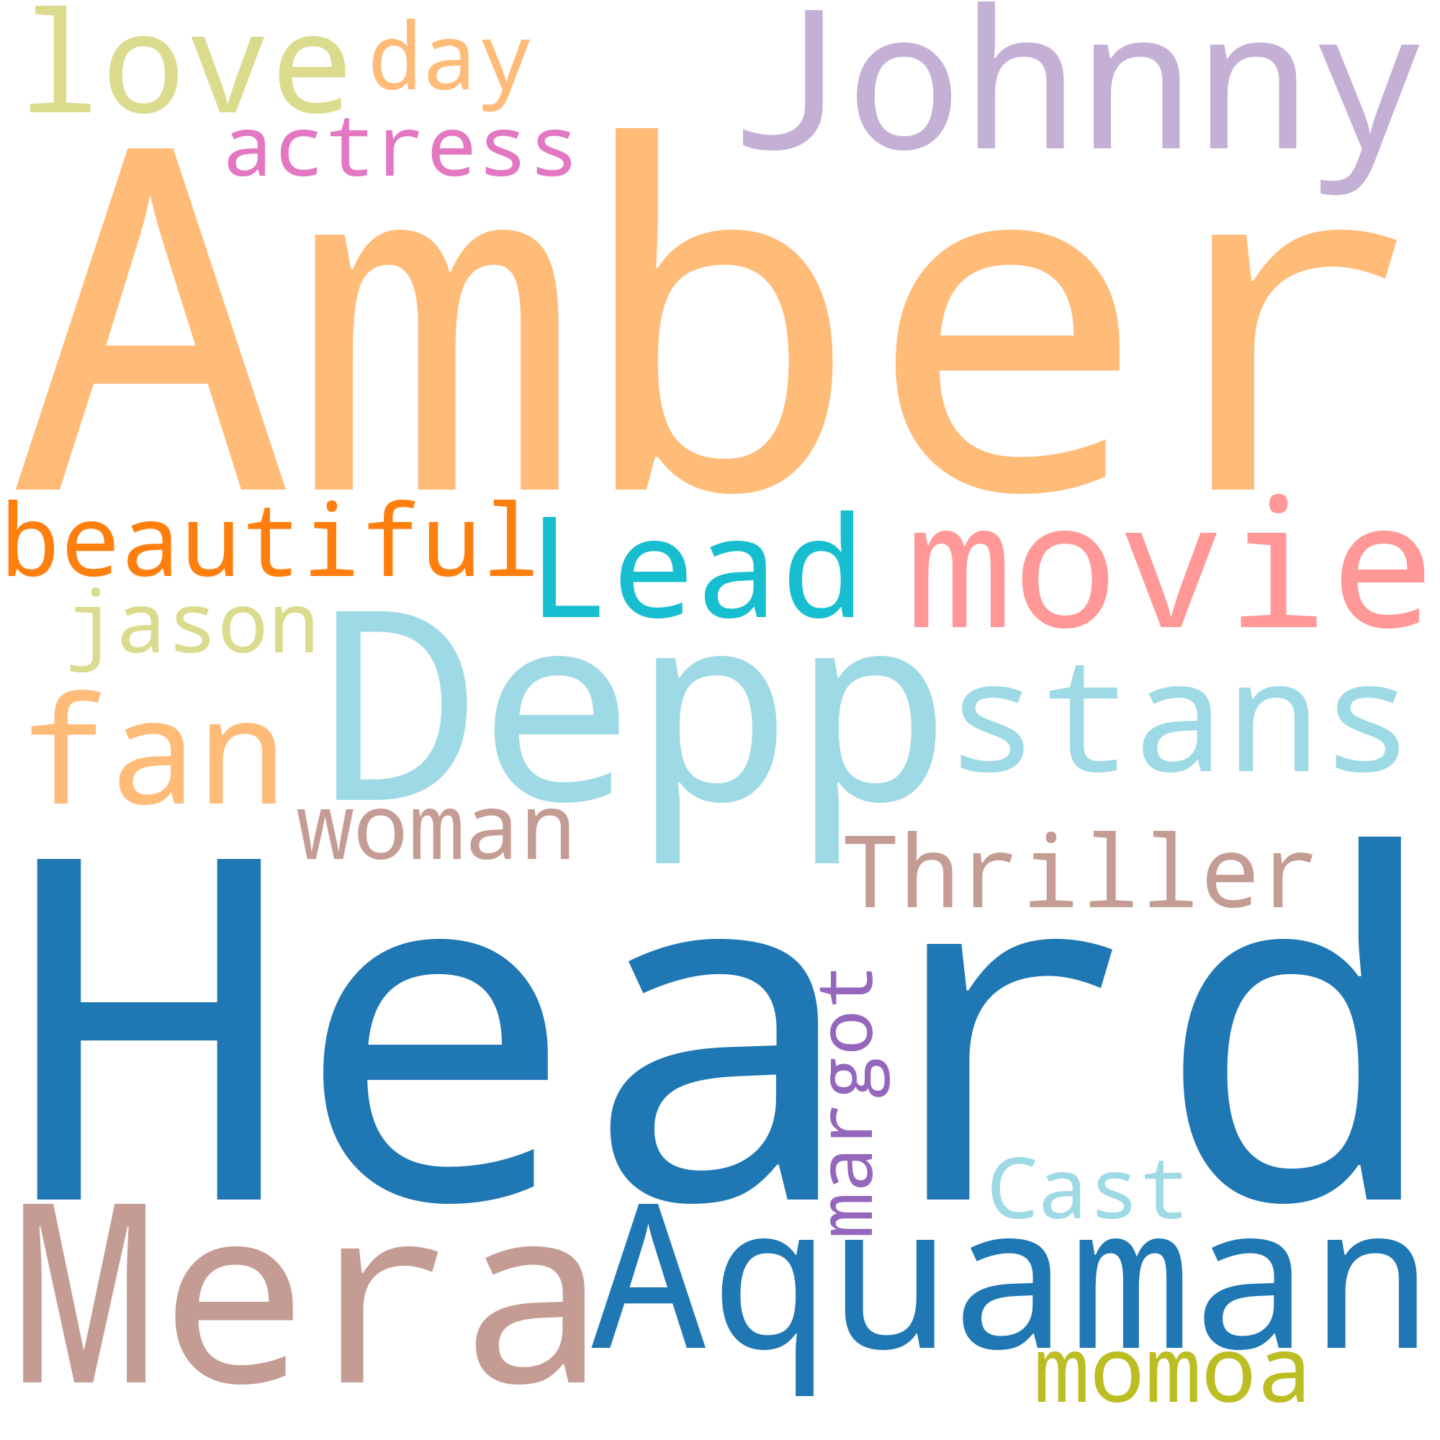 love day Johnny
actress
Amber
beautiful Lead movie
jason
fan Depp stans
woman Thriller
Heard
margot
Cast
Mera Aquaman
momoa